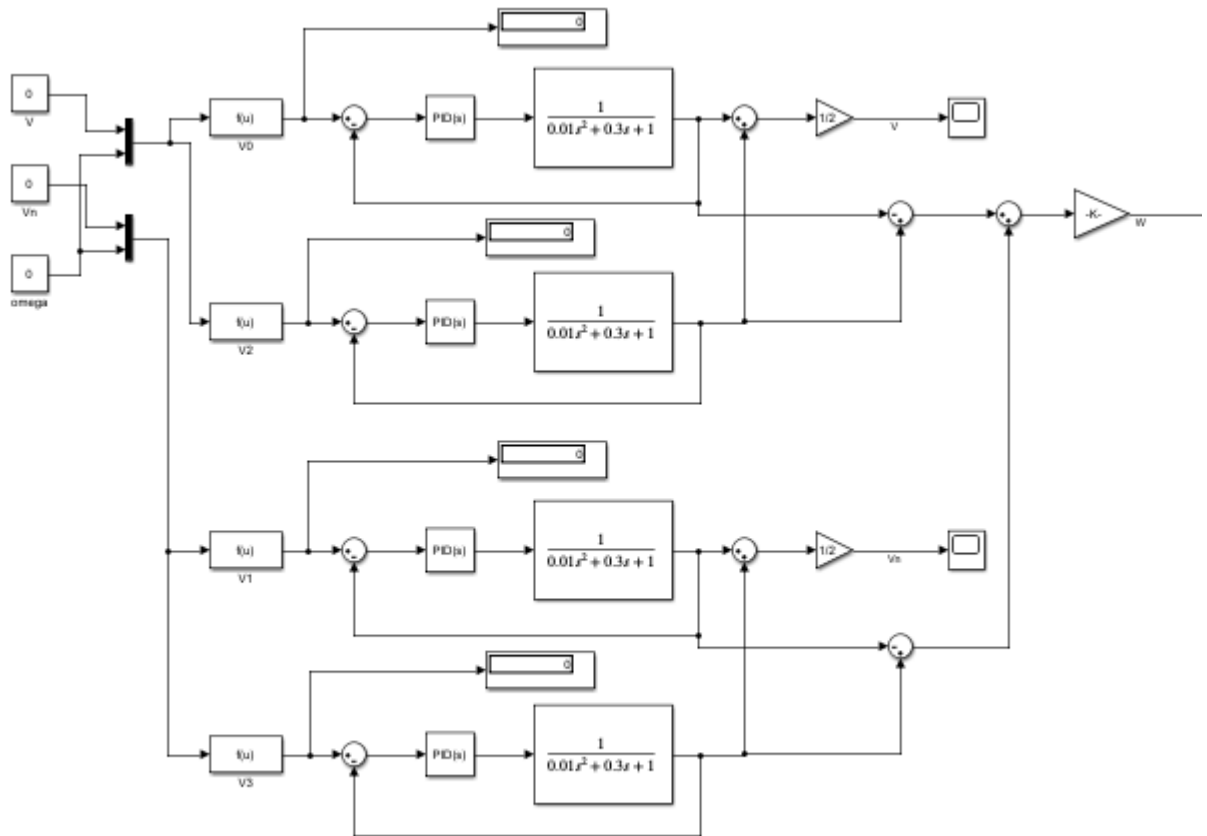 0
0
V
f(u)
V0
+
-
PID(s)
1
0.01s² + 0.3s + 1
+
+
1/2
V
0
Vn
-
+
+
+
-K-
W
0
0
omega
f(u)
V2
+
-
PID(s)
1
0.01s² + 0.3s + 1
0
f(u)
V1
+
-
PID(s)
1
0.01s² + 0.3s + 1
+
+
1/2
Vn
-
+
0
f(u)
V3
+
-
PID(s)
1
0.01s² + 0.3s + 1